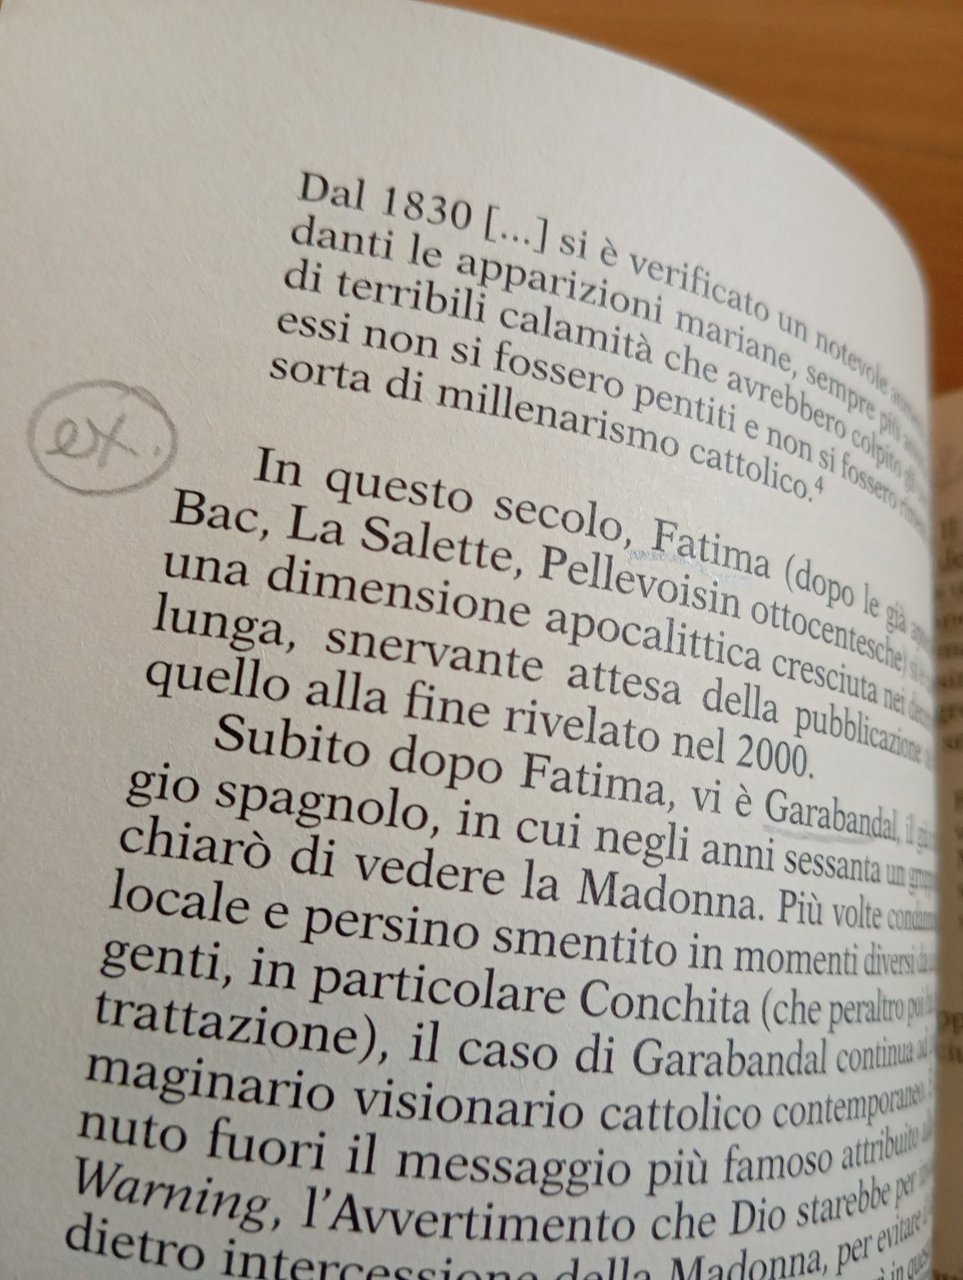 Dal 1830 [...] si è verificato un notevole
danti le apparizioni mariane, sempre più
di terribili calamità che avrebbero colpito gli
essi non si fossero pentiti e non si fossero
sorta di millenarismo cattolico.4
ex.
In questo secolo, Fatima (dopo le già
Bac, La Salette, Pellevoisin ottocentesche)
una dimensione apocalittica cresciuta nei
lunga, snervante attesa della pubblicazione
quello alla fine rivelato nel 2000.
Subito dopo Fatima, vi è Garabandal, il
gio spagnolo, in cui negli anni sessanta un
chiarò di vedere la Madonna. Più volte
locale e persino smentito in momenti diversi
genti, in particolare Conchita (che peraltro poi
trattazione), il caso di Garabandal continua
maginario visionario cattolico contemporaneo.
nuto fuori il messaggio più famoso attribuito
Warning, l'Avvertimento che Dio starebbe per
dietro intercessione della Madonna, per evitare